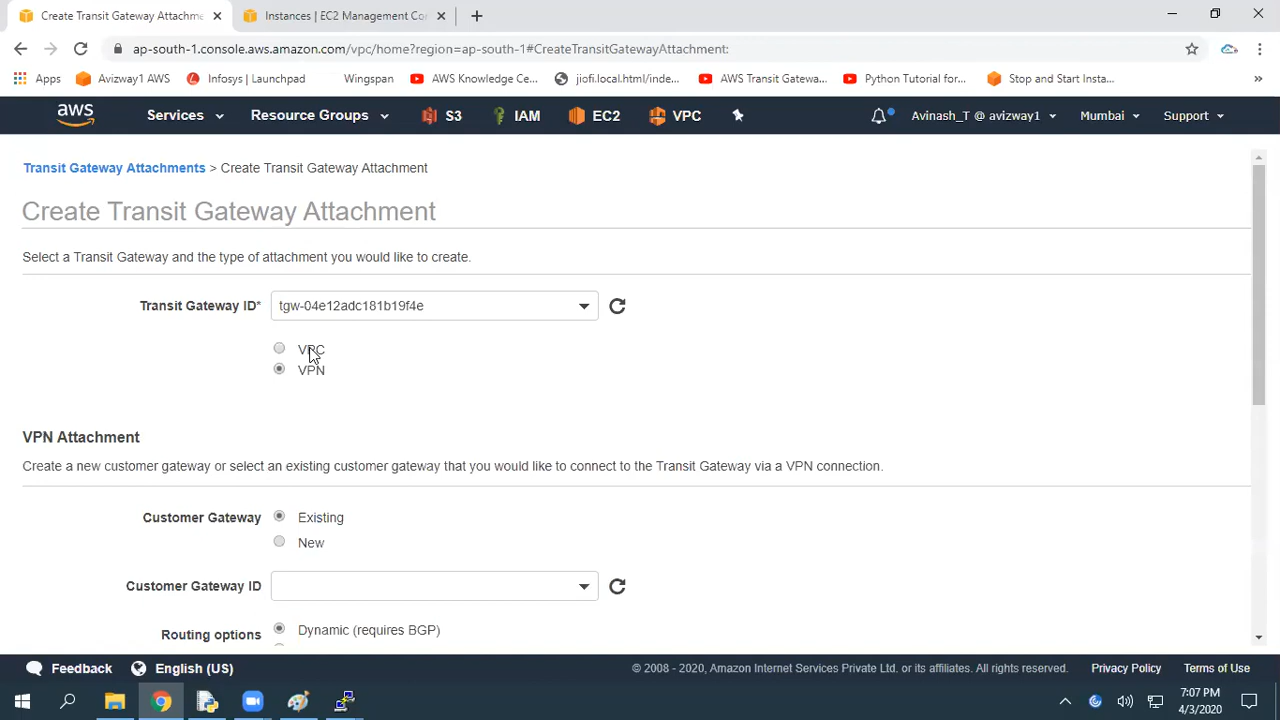 Create Transit Gateway Attachme
Instances | EC2 Management Con
ap-south-1.console.aws.amazon.com/vpc/home?region=ap-south-1#CreateTransitGatewayAttachment:
Apps
Avizway1 AWS
Infosys | Launchpad
Wingspan
AWS Knowledge Ce...
jiofi.local.html/inde...
AWS Transit Gatewa...
Python Tutorial for...
Stop and Start Insta...
»
aws
Services
Resource Groups
S3
IAM
EC2
VPC
Avinash_T @ avizway1
Mumbai
Support
Transit Gateway Attachments > Create Transit Gateway Attachment
Create Transit Gateway Attachment
Select a Transit Gateway and the type of attachment you would like to create.
Transit Gateway ID* tgw-04e12adc181b19f4e
VPC
VPN
VPN Attachment
Create a new customer gateway or select an existing customer gateway that you would like to connect to the Transit Gateway via a VPN connection.
Customer Gateway Existing
New
Customer Gateway ID
Routing options Dynamic (requires BGP)
Feedback
English (US)
© 2008 - 2020, Amazon Internet Services Private Ltd. or its affiliates. All rights reserved.
Privacy Policy
Terms of Use
7:07 PM
4/3/2020